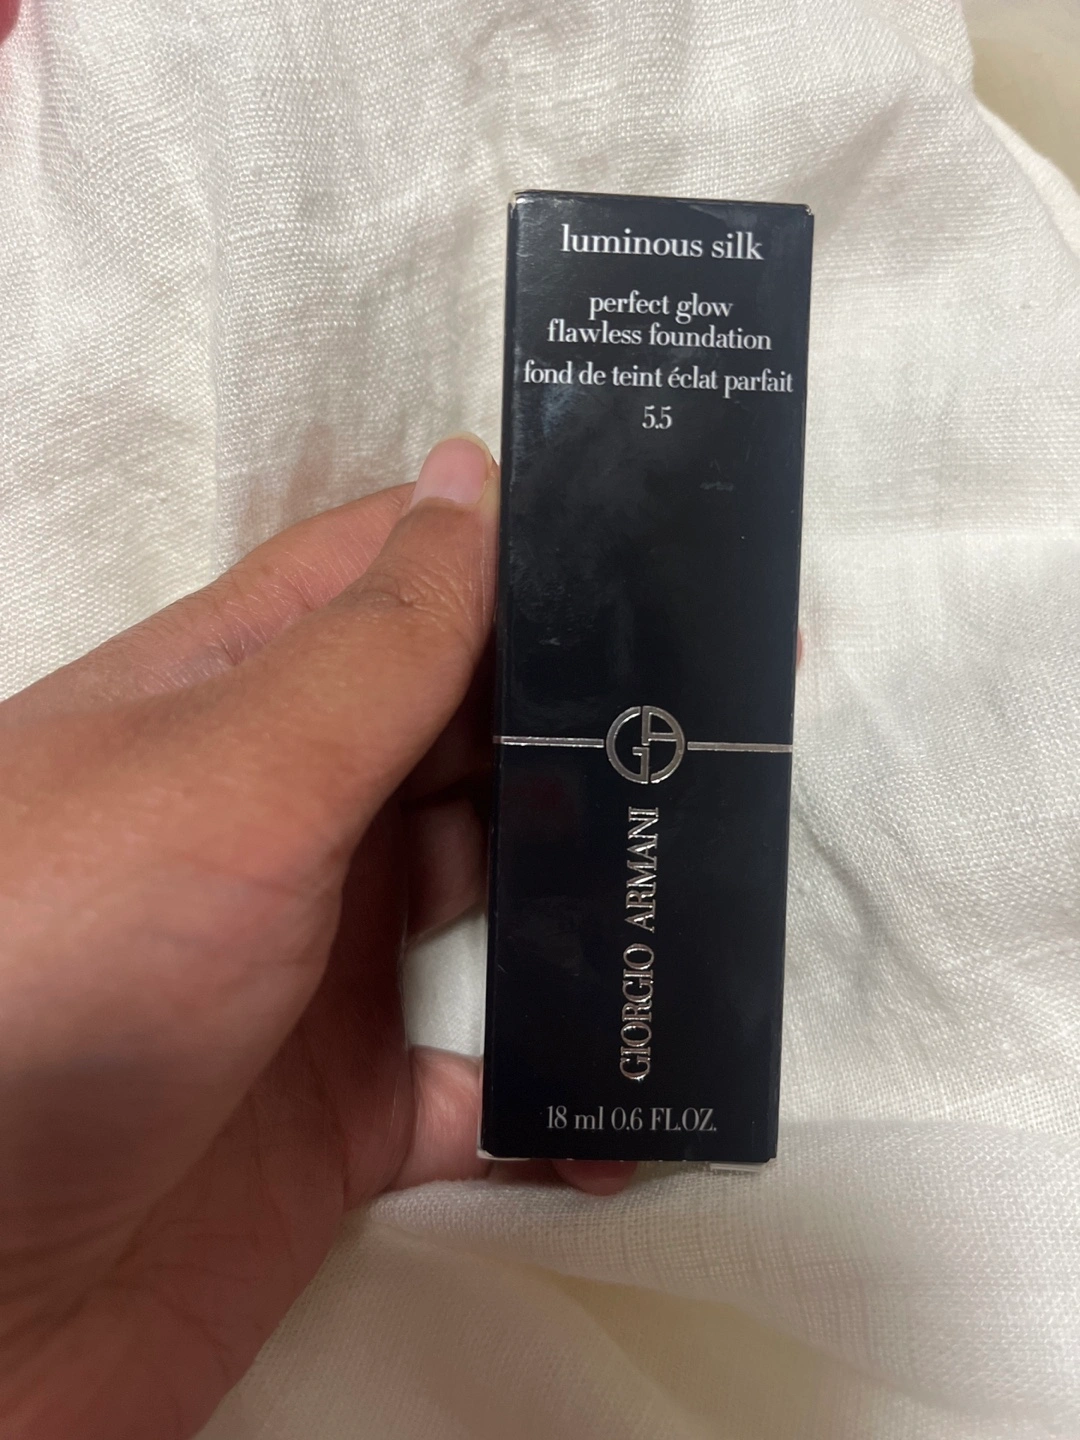 luminous silk
perfect glow
flawless foundation
fond de teint éclat parfait
5.5
GA
GIORGIO ARMANI
18 ml 0.6 FL.OZ.